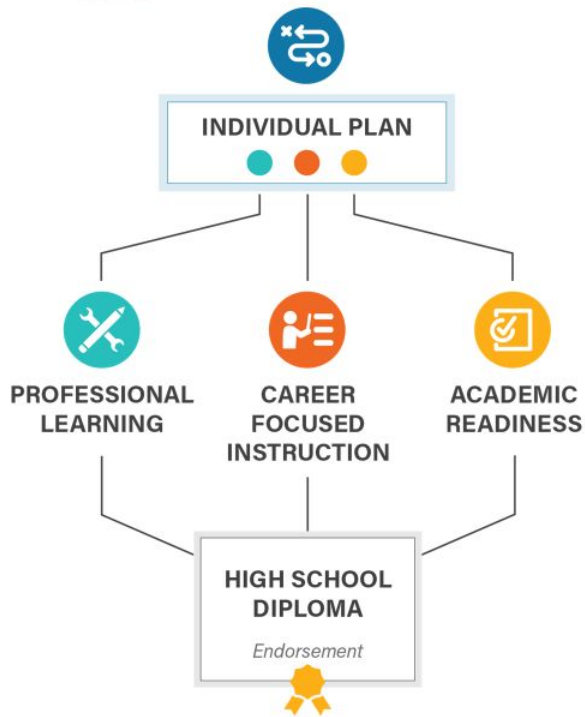 INDIVIDUAL PLAN
PROFESSIONAL
LEARNING
CAREER
FOCUSED
INSTRUCTION
ACADEMIC
READINESS
HIGH SCHOOL
DIPLOMA
Endorsement